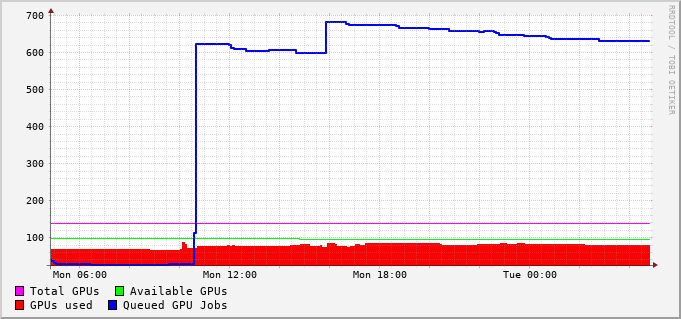 700
600
500
400
300
200
100
Mon 06:00 Mon 12:00 Mon 18:00 Tue 00:00
Total GPUs Available GPUs
GPUs used Queued GPU Jobs
RRDTOOL / TOBI OETIKER